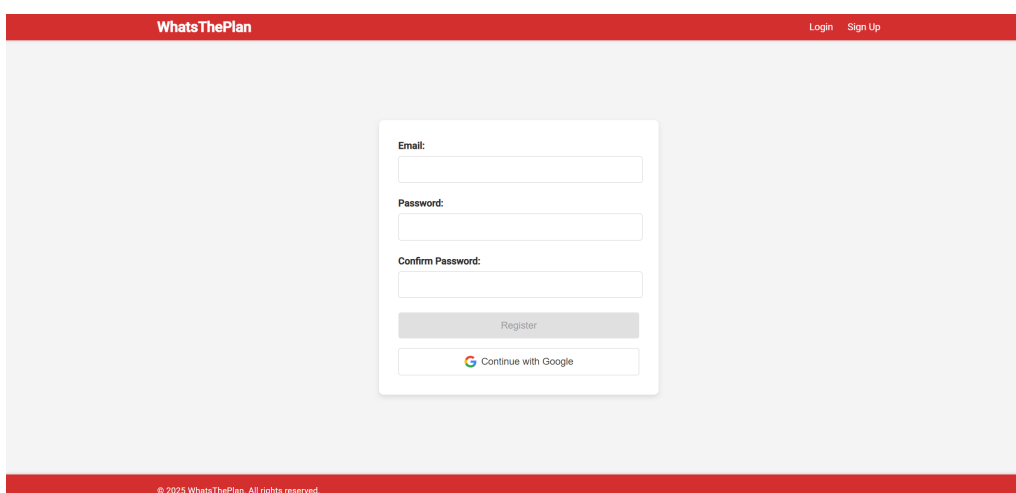 WhatsThePlan
Login Sign Up
Email:
Password:
Confirm Password:
Register
Continue with Google
© 2025 WhatsThePlan. All rights reserved.